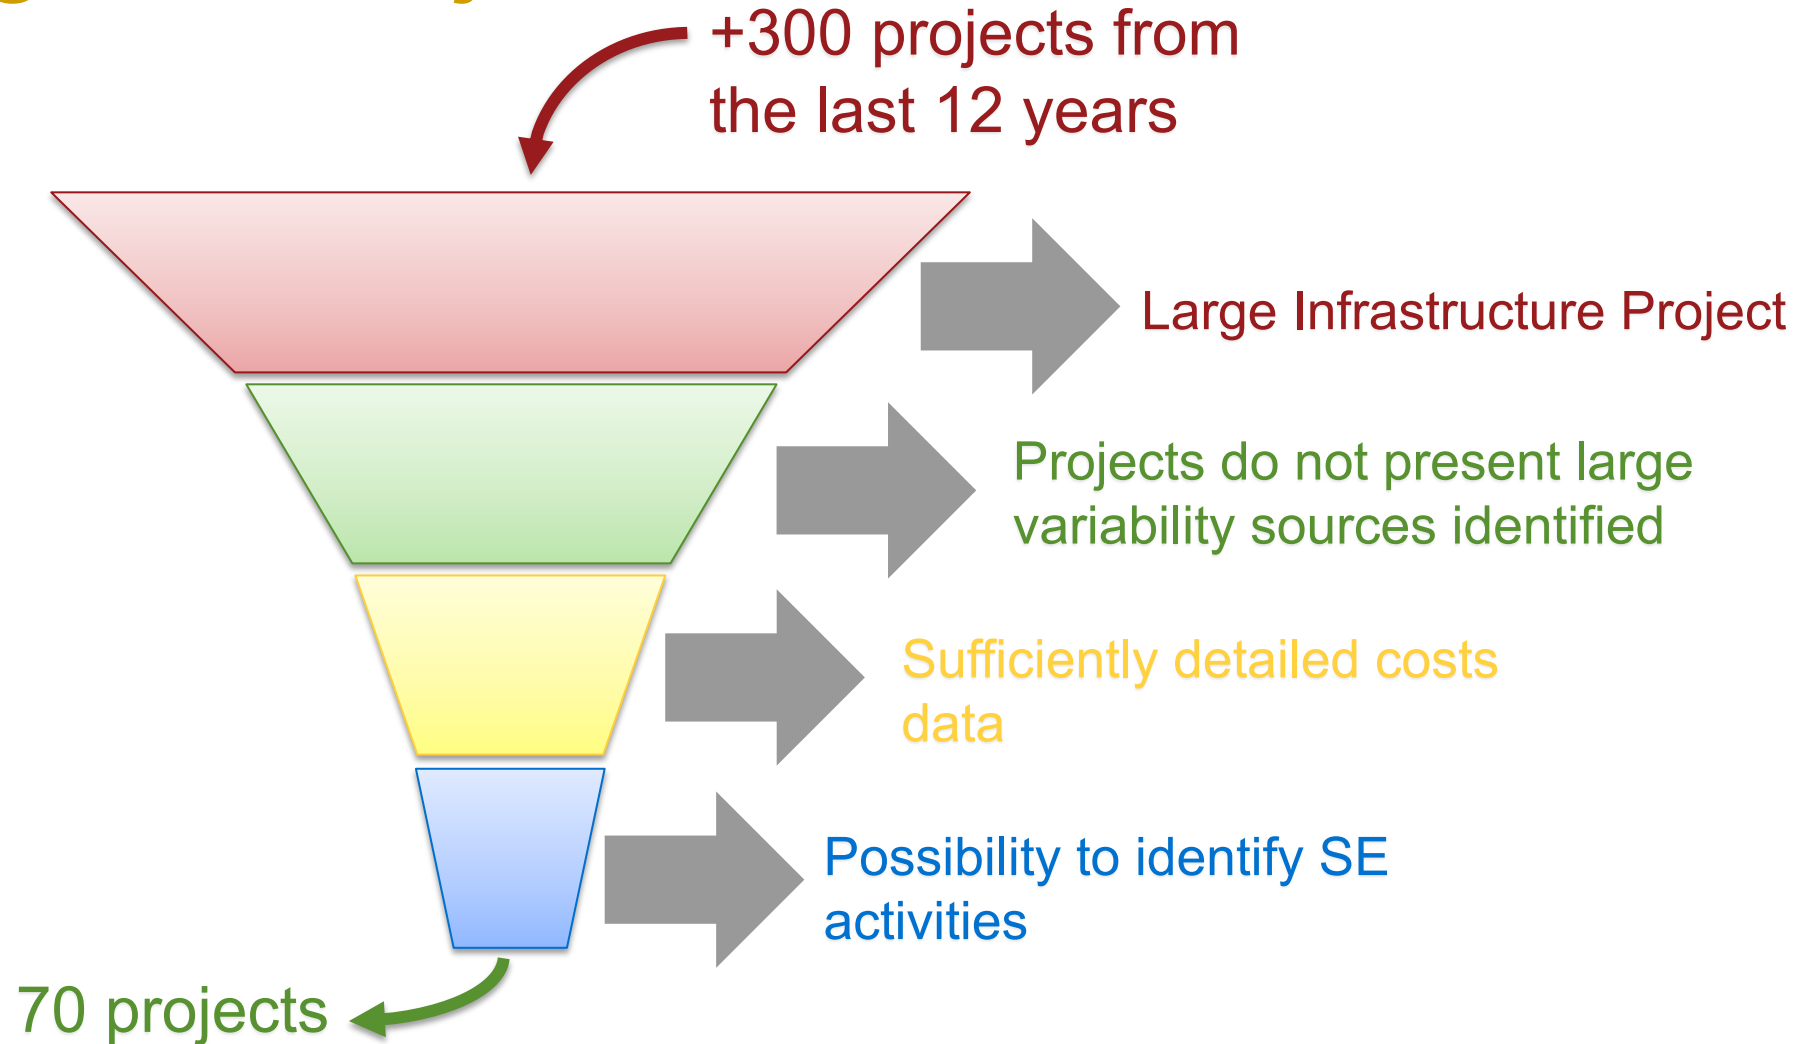 +300 projects from
the last 12 years
Large Infrastructure Project
Projects do not present large
variability sources identified
Sufficiently detailed costs
data
Possibility to identify SE
activities
70 projects